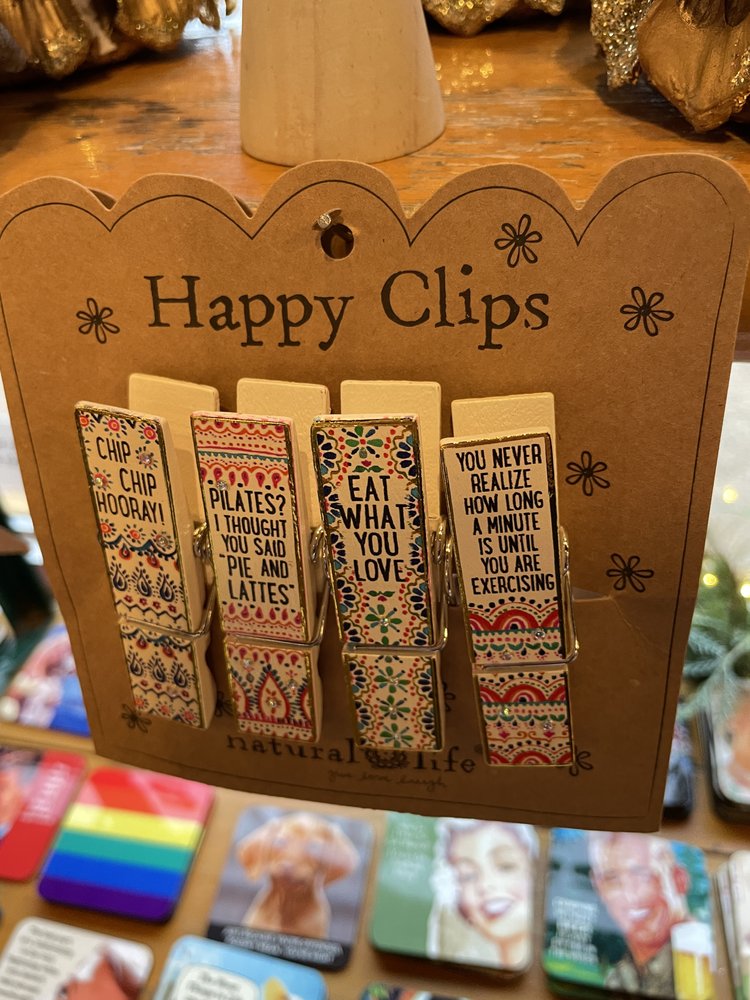 Happy Clips
CHIP
CHIP
HOORAY!
PILATES?
I THOUGHT
YOU SAID
"PIE AND
LATTES"
EAT
WHAT
YOU
LOVE
YOU NEVER
REALIZE
HOW LONG
A MINUTE
IS UNTIL
YOU ARE
EXERCISING
natural life